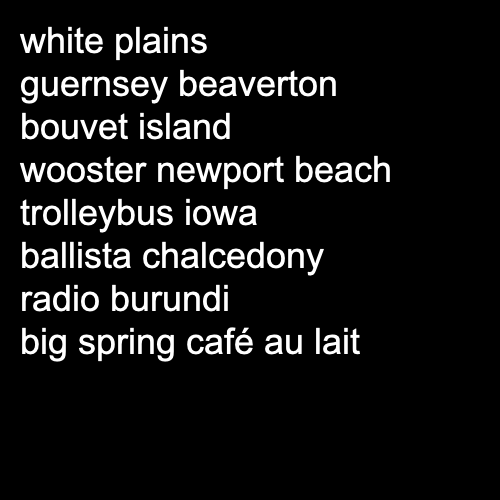 white plains
guernsey beaverton
bouvet island
wooster newport beach
trolleybus iowa
ballista chalcedony
radio burundi
big spring café au lait